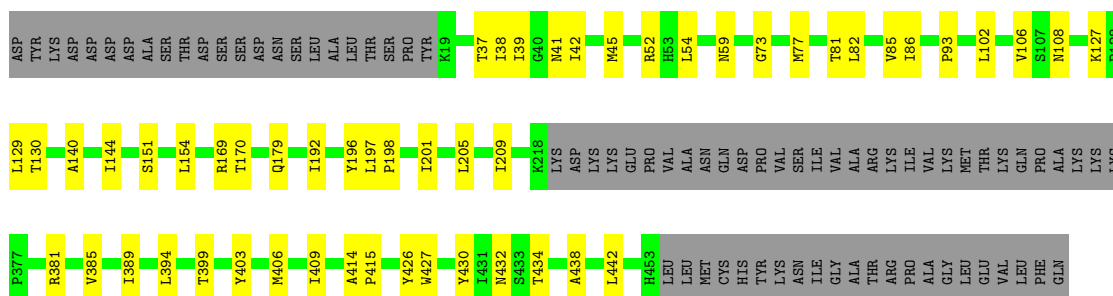 ASP TYR LYS ASP ASP ASP ASP ALA SER THR ASP SER SER ASP ASN SER LEU ALA LEU THR SER PRO TYR K19 T37 I38 I39 G40 N41 I42 M45 R52 H53 L54 N59 G73 M77 T81 L82 V85 I86 P93 L102 V106 S107 N108 K127
L129 T130 A140 I144 S151 L154 R169 T170 Q179 I192 Y196 L197 P198 I201 L205 I209 K218 LYS ASP LYS LYS GLU PRO VAL ALA ASN GLN ASP PRO VAL SER ILE VAL ALA ARG LYS ILE VAL LYS MET THR LYS GLN PRO ALA LYS LYS
P377 R381 V385 I389 L394 T399 Y403 M406 I409 A414 P415 Y426 W427 Y430 I431 N432 S433 T434 A438 L442 H453 LEU LEU MET CYS HIS TYR LYS ASN ILE GLY ALA THR ARG PRO ALA GLY LEU GLU VAL LEU PHE GLN